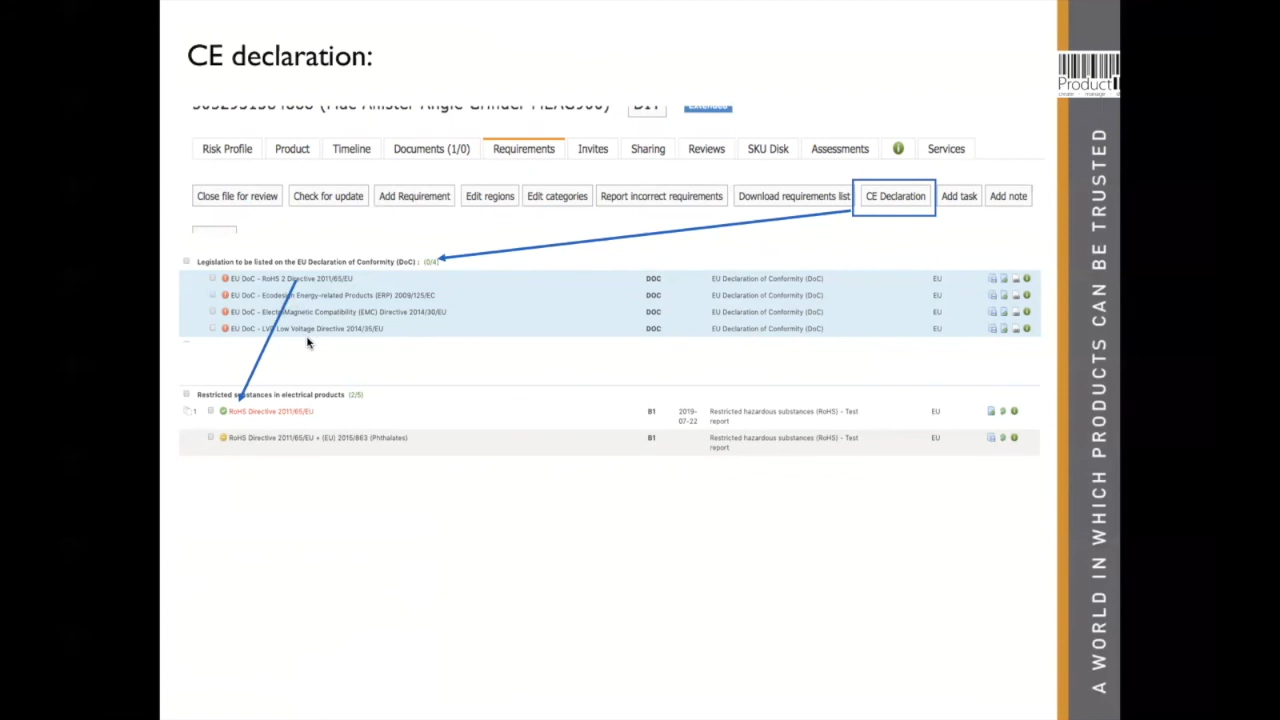 CE declaration:
Risk Profile Product Timeline Documents (1/0) Requirements Invites Sharing Reviews SKU Disk Assessments Services
Close file for review Check for update Add Requirement Edit regions Edit categories Report incorrect requirements Download requirements list CE Declaration Add task Add note
Legislation to be listed on the EU Declaration of Conformity (DoC) : (0/4)
EU DoC - RoHS 2 Directive 2011/65/EU DOC EU Declaration of Conformity (DoC) EU
EU DoC - Ecodesign Energy-related Products (ERP) 2009/125/EC DOC EU Declaration of Conformity (DoC) EU
EU DoC - Electro Magnetic Compatibility (EMC) Directive 2014/30/EU DOC EU Declaration of Conformity (DoC) EU
EU DoC - LVD Low Voltage Directive 2014/35/EU DOC EU Declaration of Conformity (DoC) EU
Restricted substances in electrical products (2/5)
1 RoHS Directive 2011/65/EU B1 2019-07-22 Restricted hazardous substances (RoHS) - Test report EU
RoHS Directive 2011/65/EU + (EU) 2015/863 (Phthalates) B1 Restricted hazardous substances (RoHS) - Test report EU
Product
create · manage
A WORLD IN WHICH PRODUCTS CAN BE TRUSTED